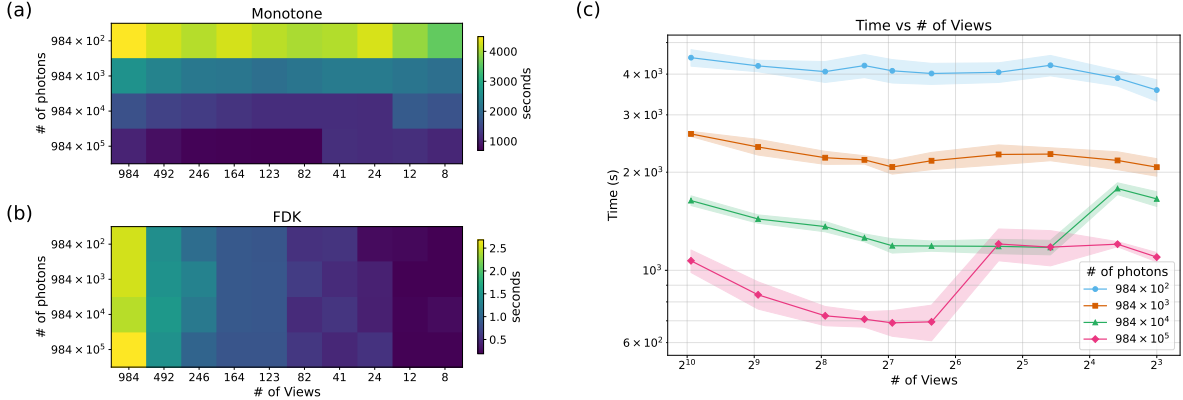 (a)
Monotone
# of photons
984 × 10²
984 × 10³
984 × 10⁴
984 × 10⁵
984 492 246 164 123 82 41 24 12 8
4000
3000
2000
1000
seconds
(b)
FDK
# of photons
984 × 10²
984 × 10³
984 × 10⁴
984 × 10⁵
984 492 246 164 123 82 41 24 12 8
# of Views
2.5
2.0
1.5
1.0
0.5
seconds
(c)
Time vs # of Views
Time (s)
4 × 10³
3 × 10³
2 × 10³
10³
6 × 10²
2¹⁰ 2⁹ 2⁸ 2⁷ 2⁶ 2⁵ 2⁴ 2³
# of Views
# of photons
984 × 10²
984 × 10³
984 × 10⁴
984 × 10⁵